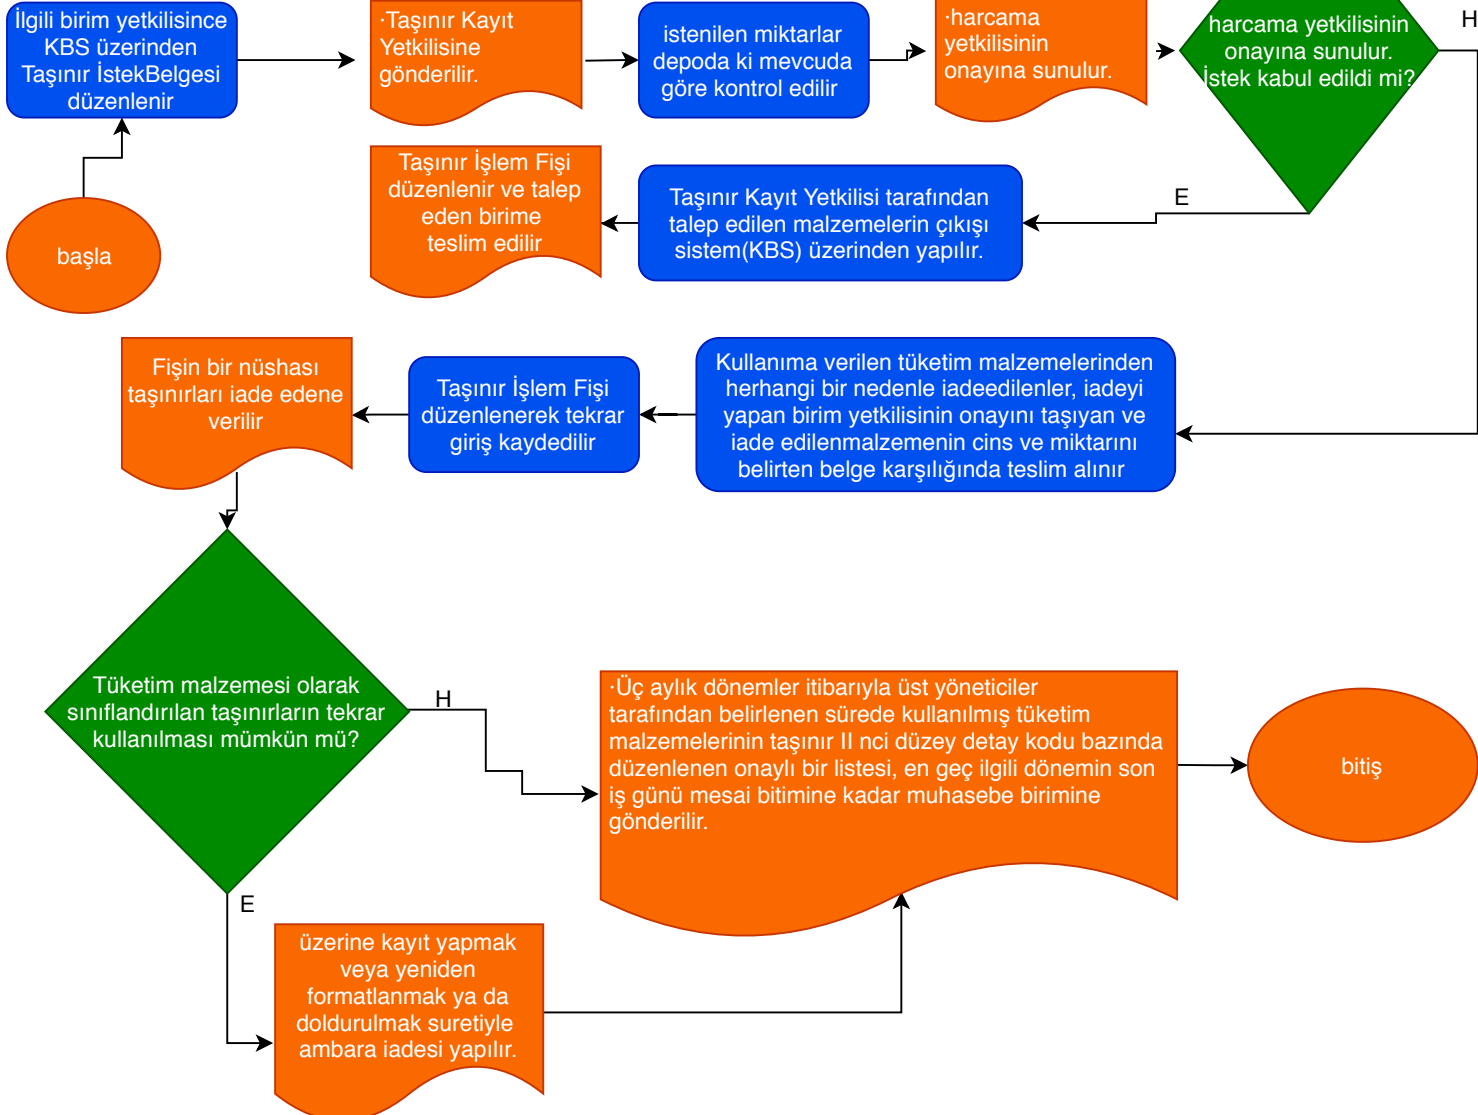 İlgili birim yetkilisince
KBS üzerinden
Taşınır İstekBelgesi
düzenlenir
·Taşınır Kayıt
Yetkilisine
gönderilir.
istenilen miktarlar
depoda ki mevcuda
göre kontrol edilir
·harcama
yetkilisinin
onayına sunulur.
harcama yetkilisinin
onayına sunulur.
İstek kabul edildi mi?
H
başla
Taşınır İşlem Fişi
düzenlenir ve talep
eden birime
teslim edilir
Taşınır Kayıt Yetkilisi tarafından
talep edilen malzemelerin çıkışı
sistem(KBS) üzerinden yapılır.
E
Fişin bir nüshası
taşınırları iade edene
verilir
Taşınır İşlem Fişi
düzenlenerek tekrar
giriş kaydedilir
Kullanıma verilen tüketim malzemelerinden
herhangi bir nedenle iadeedilenler, iadeyi
yapan birim yetkilisinin onayını taşıyan ve
iade edilenmalzemenin cins ve miktarını
belirten belge karşılığında teslim alınır
Tüketim malzemesi olarak
sınıflandırılan taşınırların tekrar
kullanılması mümkün mü?
H
·Üç aylık dönemler itibarıyla üst yöneticiler
tarafından belirlenen sürede kullanılmış tüketim
malzemelerinin taşınır II nci düzey detay kodu bazında
düzenlenen onaylı bir listesi, en geç ilgili dönemin son
iş günü mesai bitimine kadar muhasebe birimine
gönderilir.
bitiş
E
üzerine kayıt yapmak
veya yeniden
formatlanmak ya da
doldurulmak suretiyle
ambara iadesi yapılır.